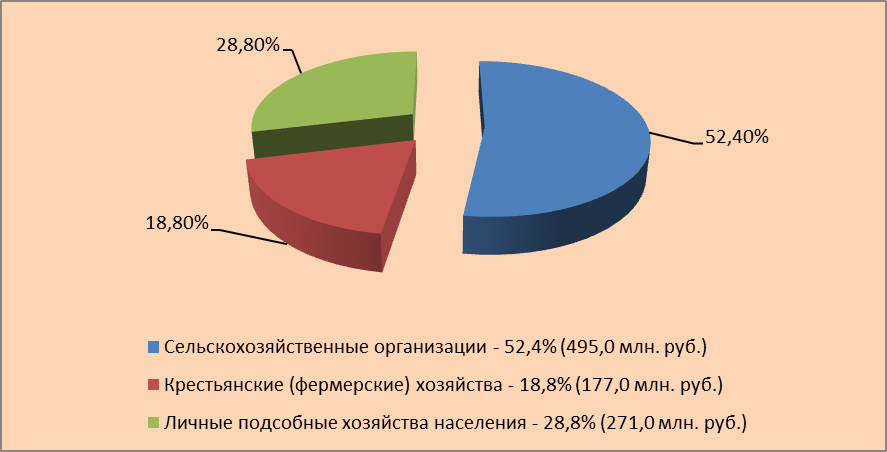 28,80%
52,40%
18,80%
Сельскохозяйственные организации - 52,4% (495,0 млн. руб.)
Крестьянские (фермерские) хозяйства - 18,8% (177,0 млн. руб.)
Личные подсобные хозяйства населения - 28,8% (271,0 млн. руб.)